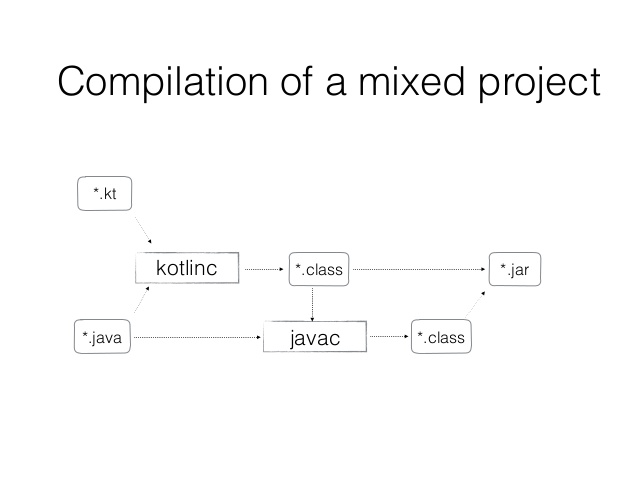 Compilation of a mixed project
*.kt
kotlinc
*.class
*.jar
*.java
javac
*.class